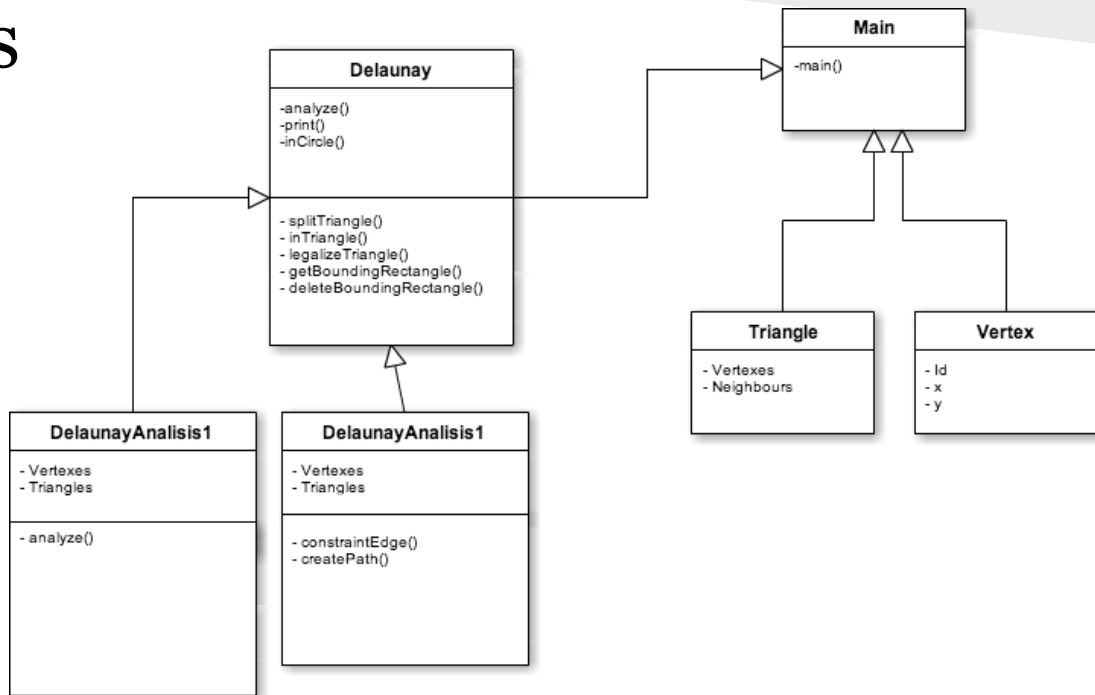 s
Main
-main()
Delaunay
-analyze()
-print()
-inCircle()
- splitTriangle()
- inTriangle()
- legalizeTriangle()
- getBoundingRectangle()
- deleteBoundingRectangle()
Triangle
- Vertexes
- Neighbours
Vertex
- Id
- x
- y
DelaunayAnalisis1
- Vertexes
- Triangles
- analyze()
DelaunayAnalisis1
- Vertexes
- Triangles
- constraintEdge()
- createPath()